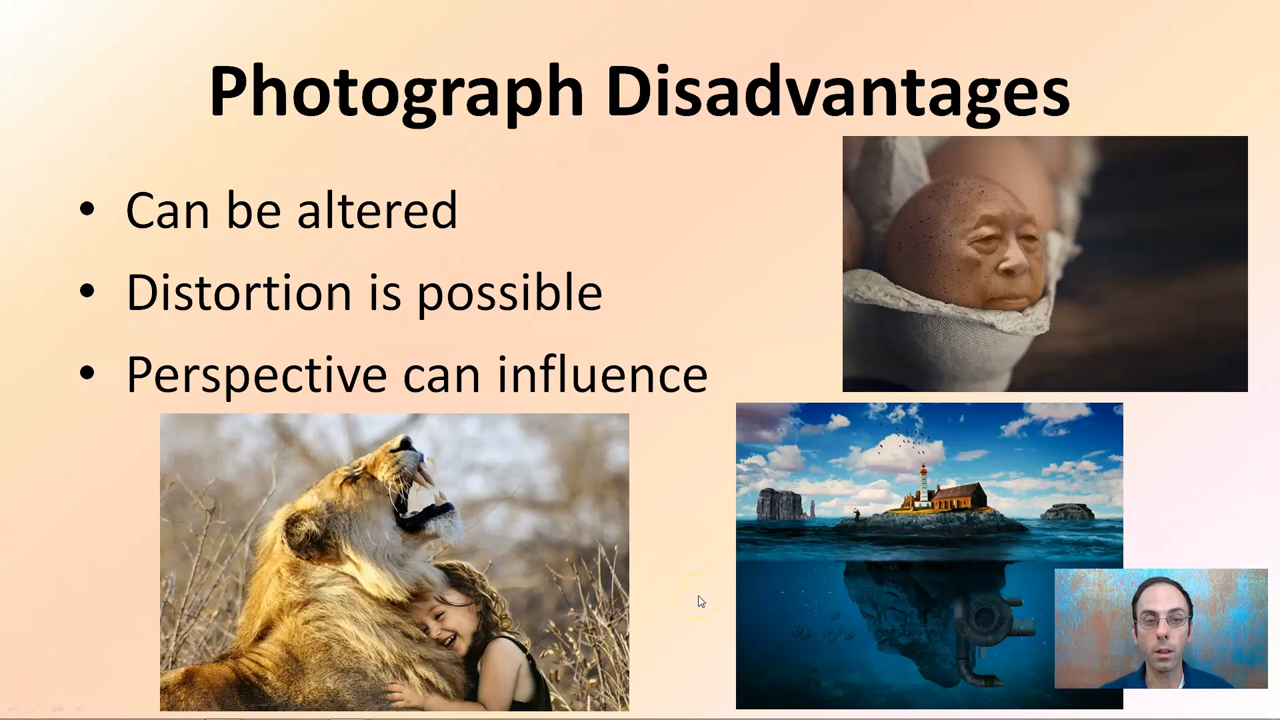 Photograph Disadvantages
• Can be altered
• Distortion is possible
• Perspective can influence